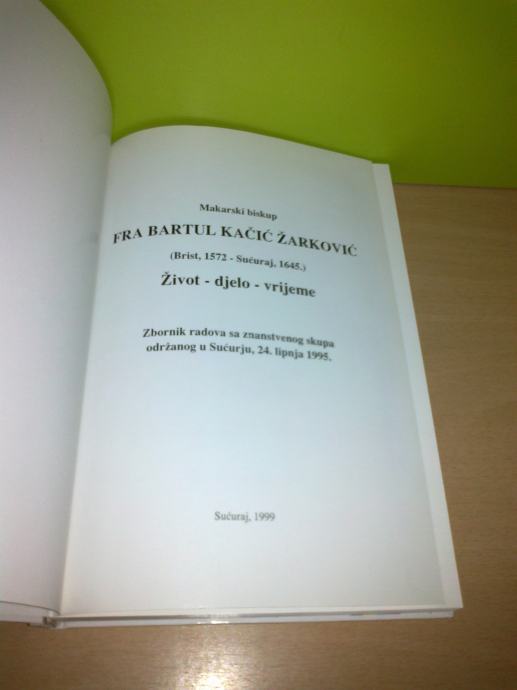 Makarski biskup
FRA BARTUL KAČIĆ ŽARKOVIĆ
(Brist, 1572 - Sućuraj, 1645.)
Život - djelo - vrijeme
Zbornik radova sa znanstvenog skupa
održanog u Sućurju, 24. lipnja 1995.
Sućuraj, 1999